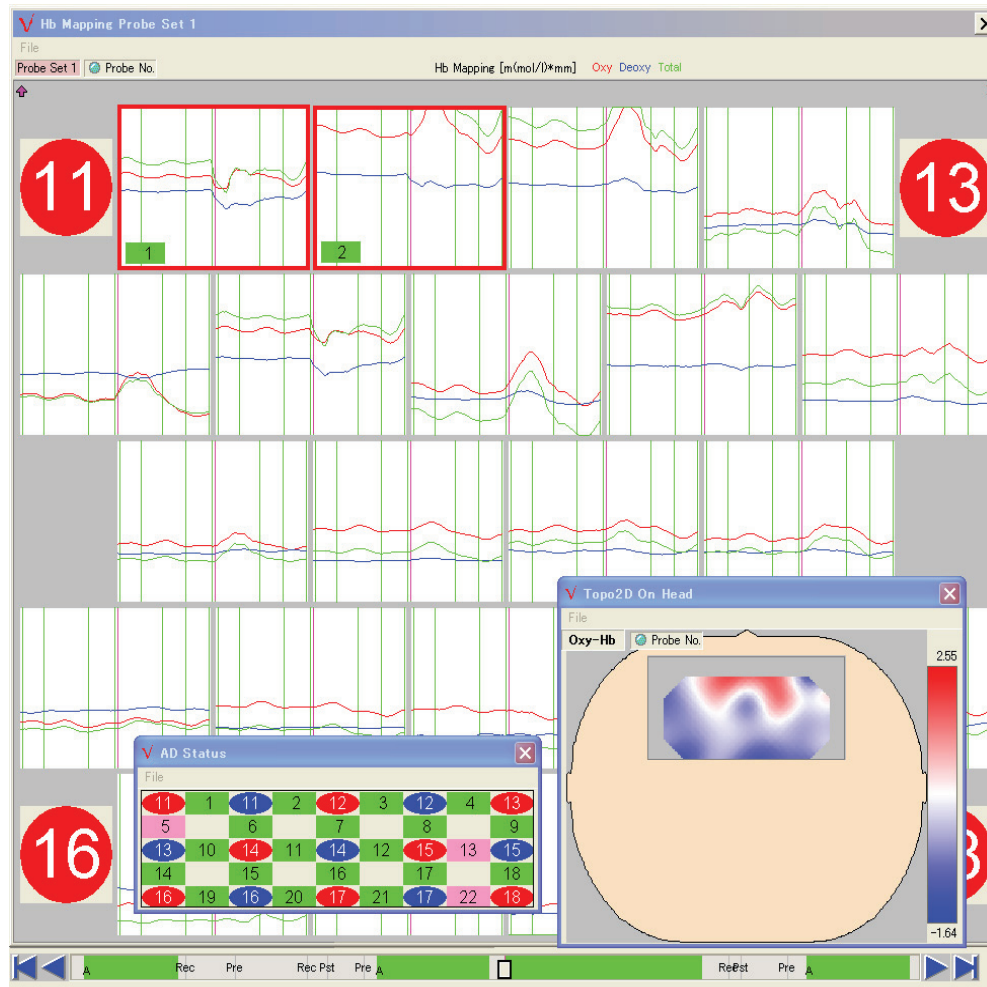 Hb Mapping Probe Set 1
File
Probe Set 1 Probe No. Hb Mapping [m(mol/l)*mm] Oxy Deoxy Total
11 13
1 2
Topo2D On Head
File
Oxy-Hb Probe No.
2.55
-1.64
AD Status
File
11 1 11 2 12 3 12 4 13
5 6 7 8 9
13 10 14 11 14 12 15 13 15
14 15 16 17 18
16 19 16 20 17 21 17 22 18
16
A Rec Pre Rec Pst Pre A Pst Pre A